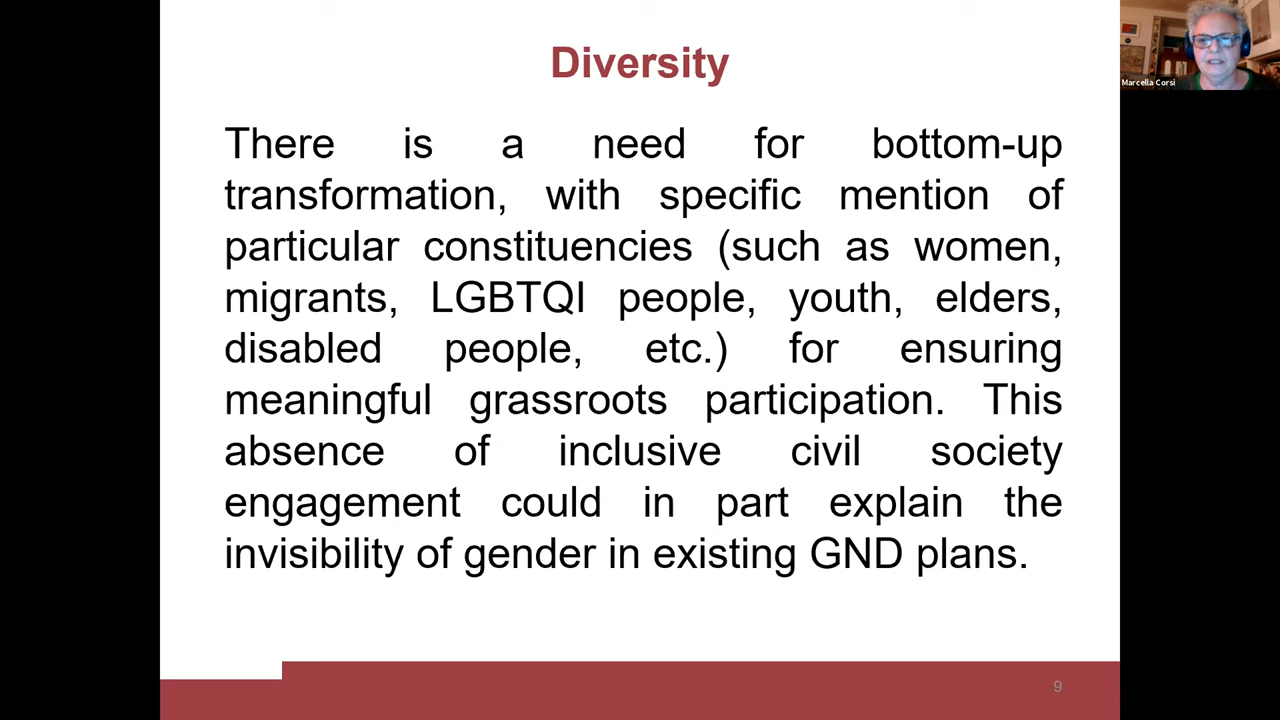 Diversity
Marcella Corsi
There is a need for bottom-up
transformation, with specific mention of
particular constituencies (such as women,
migrants, LGBTQI people, youth, elders,
disabled people, etc.) for ensuring
meaningful grassroots participation. This
absence of inclusive civil society
engagement could in part explain the
invisibility of gender in existing GND plans.
9